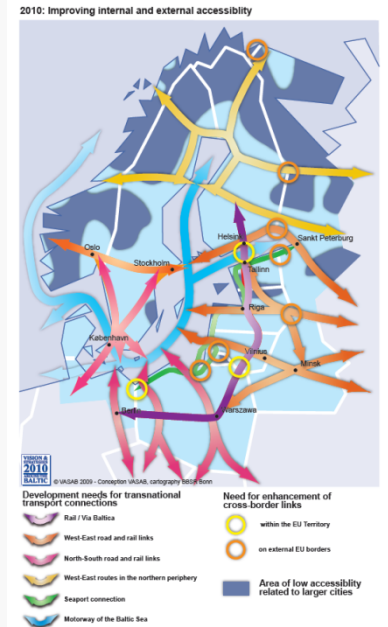 2010: Improving internal and external accessiblity
Oslo
Stockholm
Helsinki
Sankt Peterburg
Tallinn
Riga
København
Vilnius
Minsk
Berlin
Warszawa
VISION &
STRATEGIES
2010
BALTIC
© VASAB 2009 - Conception VASAB, cartography BBSR Bonn
Development needs for transnational
transport connections
Rail / Via Baltica
West-East road and rail links
North-South road and rail links
West-East routes in the northern periphery
Seaport connection
Motorway of the Baltic Sea
Need for enhancement of
cross-border links
within the EU Territory
on external EU borders
Area of low accessiblity
related to larger cities